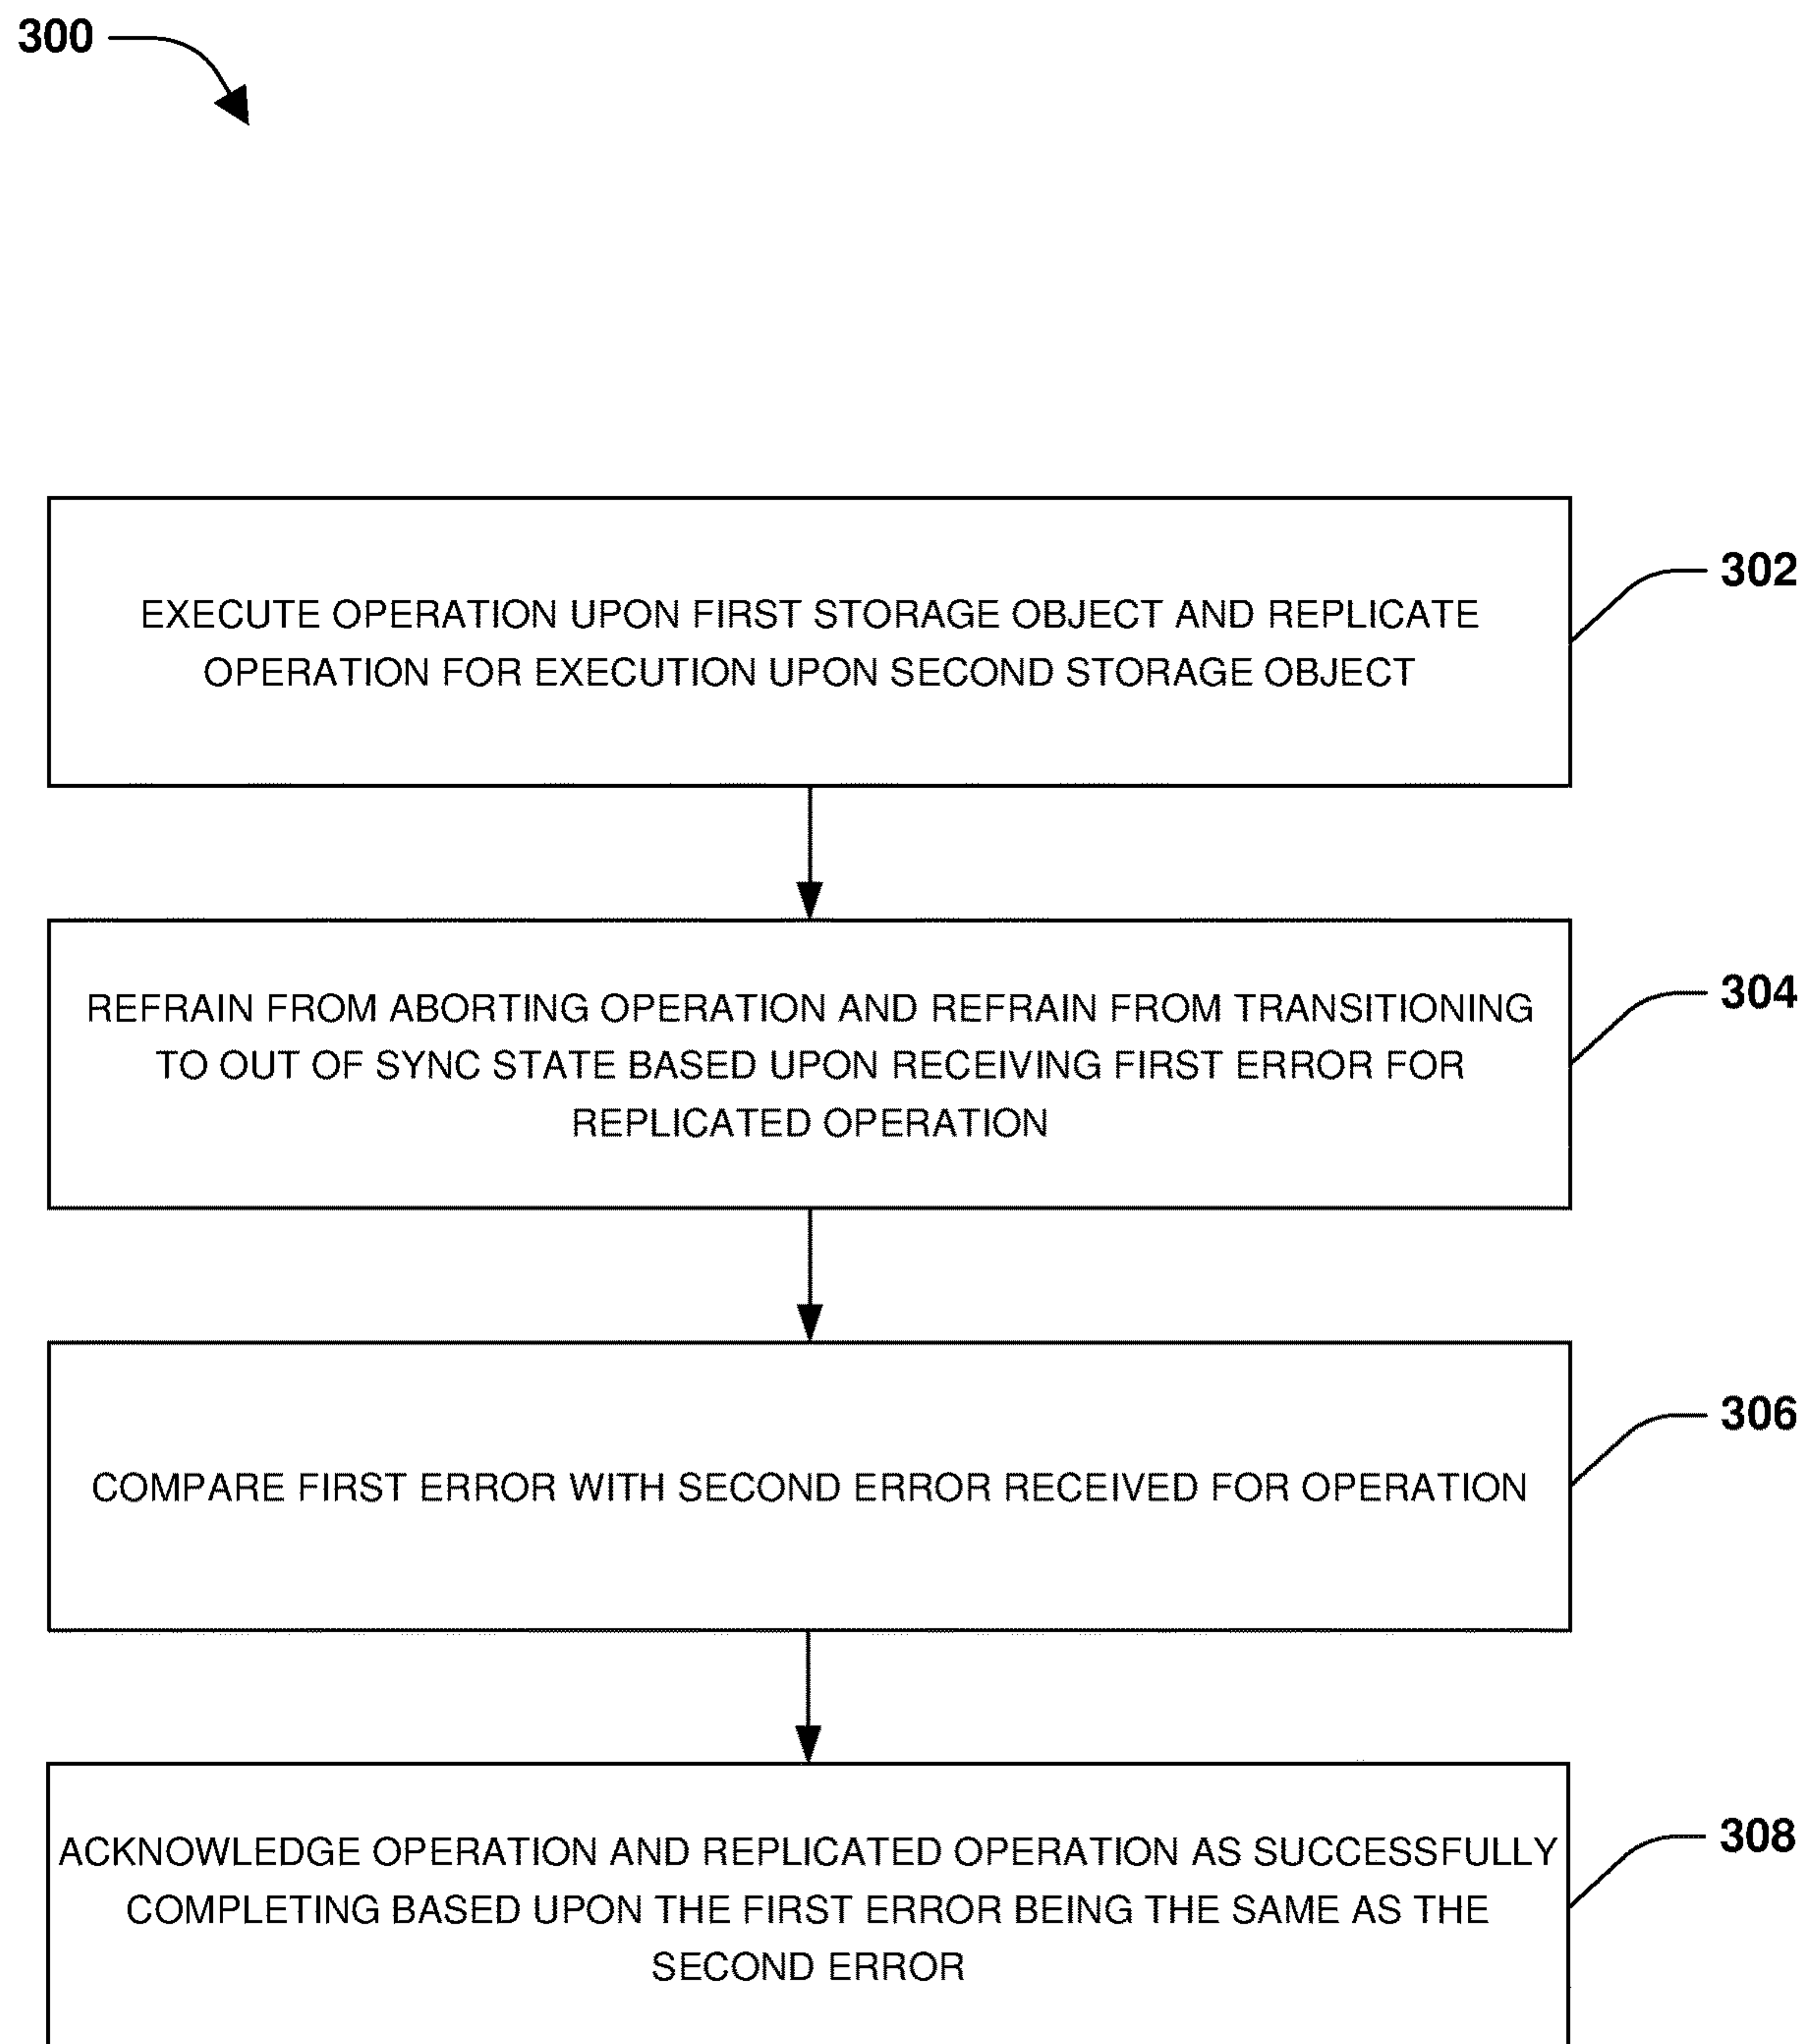 300
EXECUTE OPERATION UPON FIRST STORAGE OBJECT AND REPLICATE
OPERATION FOR EXECUTION UPON SECOND STORAGE OBJECT
302
REFRAIN FROM ABORTING OPERATION AND REFRAIN FROM TRANSITIONING
TO OUT OF SYNC STATE BASED UPON RECEIVING FIRST ERROR FOR
REPLICATED OPERATION
304
COMPARE FIRST ERROR WITH SECOND ERROR RECEIVED FOR OPERATION
306
ACKNOWLEDGE OPERATION AND REPLICATED OPERATION AS SUCCESSFULLY
COMPLETING BASED UPON THE FIRST ERROR BEING THE SAME AS THE
SECOND ERROR
308